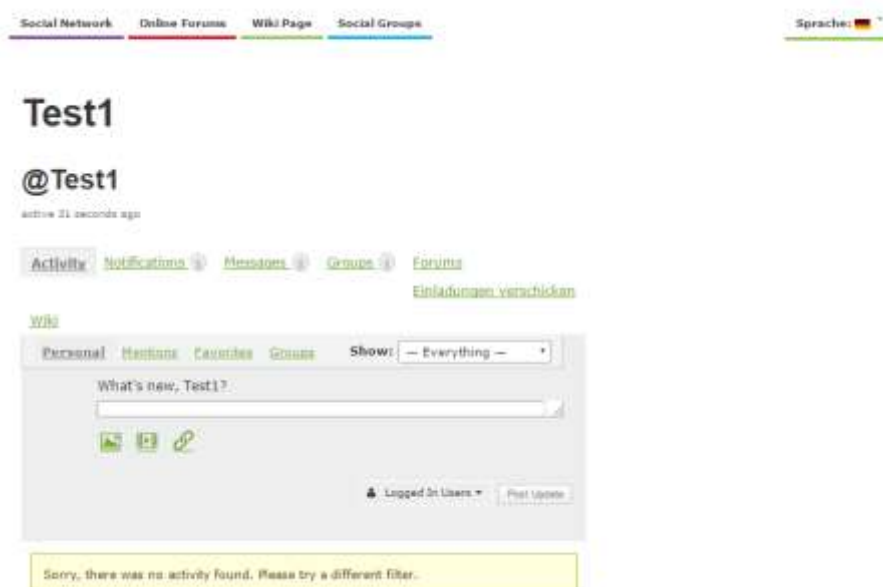 Social Network Online Forums Wiki Page Social Groups Sprache:
Test1
@Test1
active 21 seconds ago
Activity Notifications Messages Groups Forums
Einladungen verschicken
Wiki
Personal Mentions Favorites Groups Show: — Everything —
What's new, Test1?
Logged In Users Post Update
Sorry, there was no activity found. Please try a different filter.